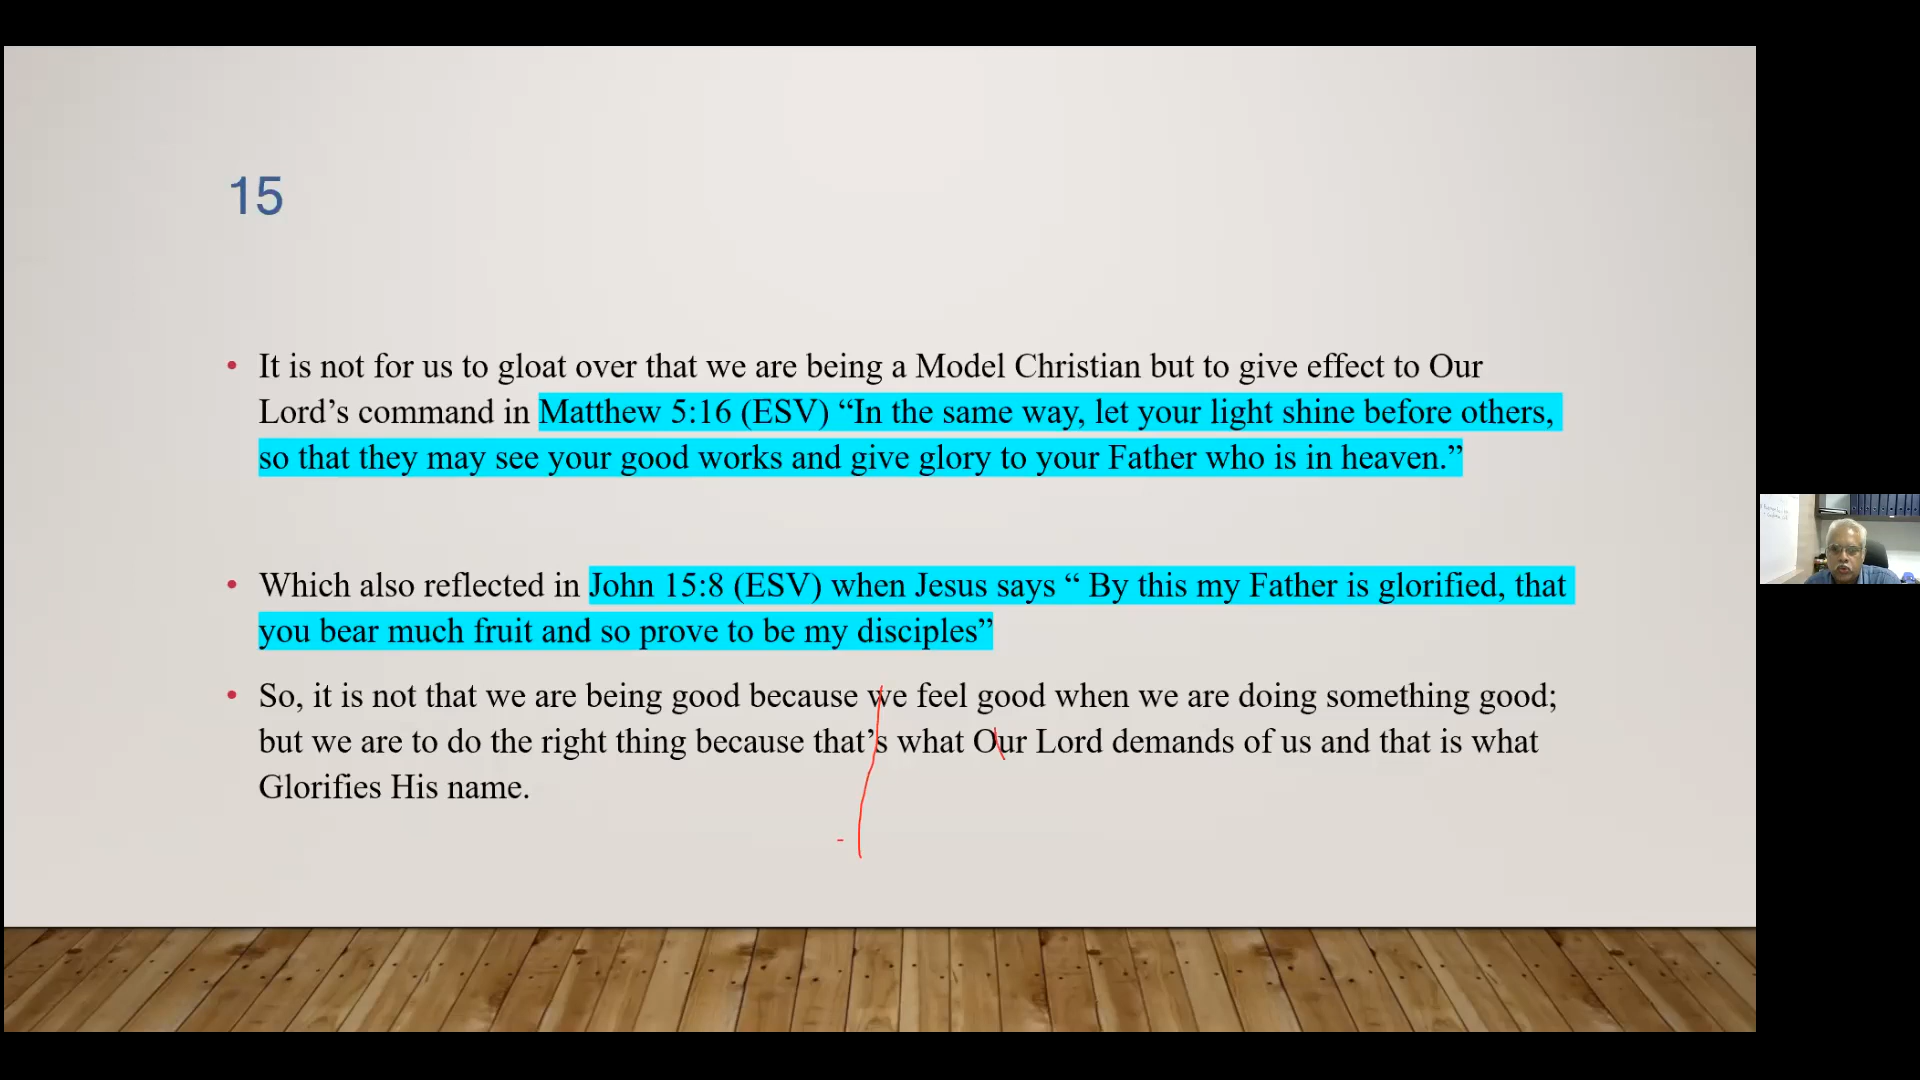 15
• It is not for us to gloat over that we are being a Model Christian but to give effect to Our
Lord’s command in Matthew 5:16 (ESV) “In the same way, let your light shine before others,
so that they may see your good works and give glory to your Father who is in heaven.”
• Which also reflected in John 15:8 (ESV) when Jesus says “ By this my Father is glorified, that
you bear much fruit and so prove to be my disciples”
• So, it is not that we are being good because we feel good when we are doing something good;
but we are to do the right thing because that’s what Our Lord demands of us and that is what
Glorifies His name.